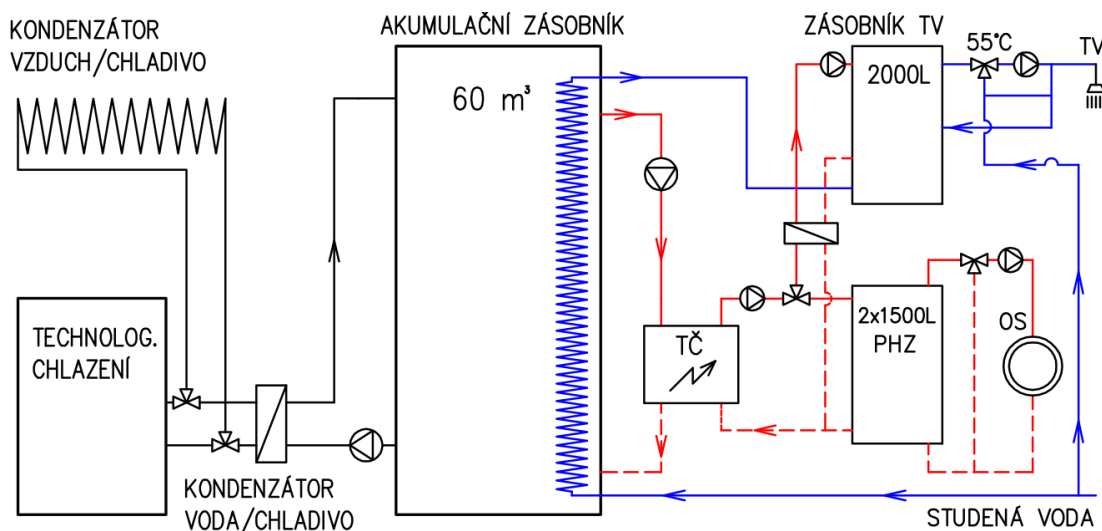 KONDENZÁTOR
VZDUCH/CHLADIVO
AKUMULAČNÍ ZÁSOBNÍK
60 m³
ZÁSOBNÍK TV
2000L
55°C
TV
TECHNOLOG.
CHLAZENÍ
TČ
2x1500L
PHZ
OS
KONDENZÁTOR
VODA/CHLADIVO
STUDENÁ VODA